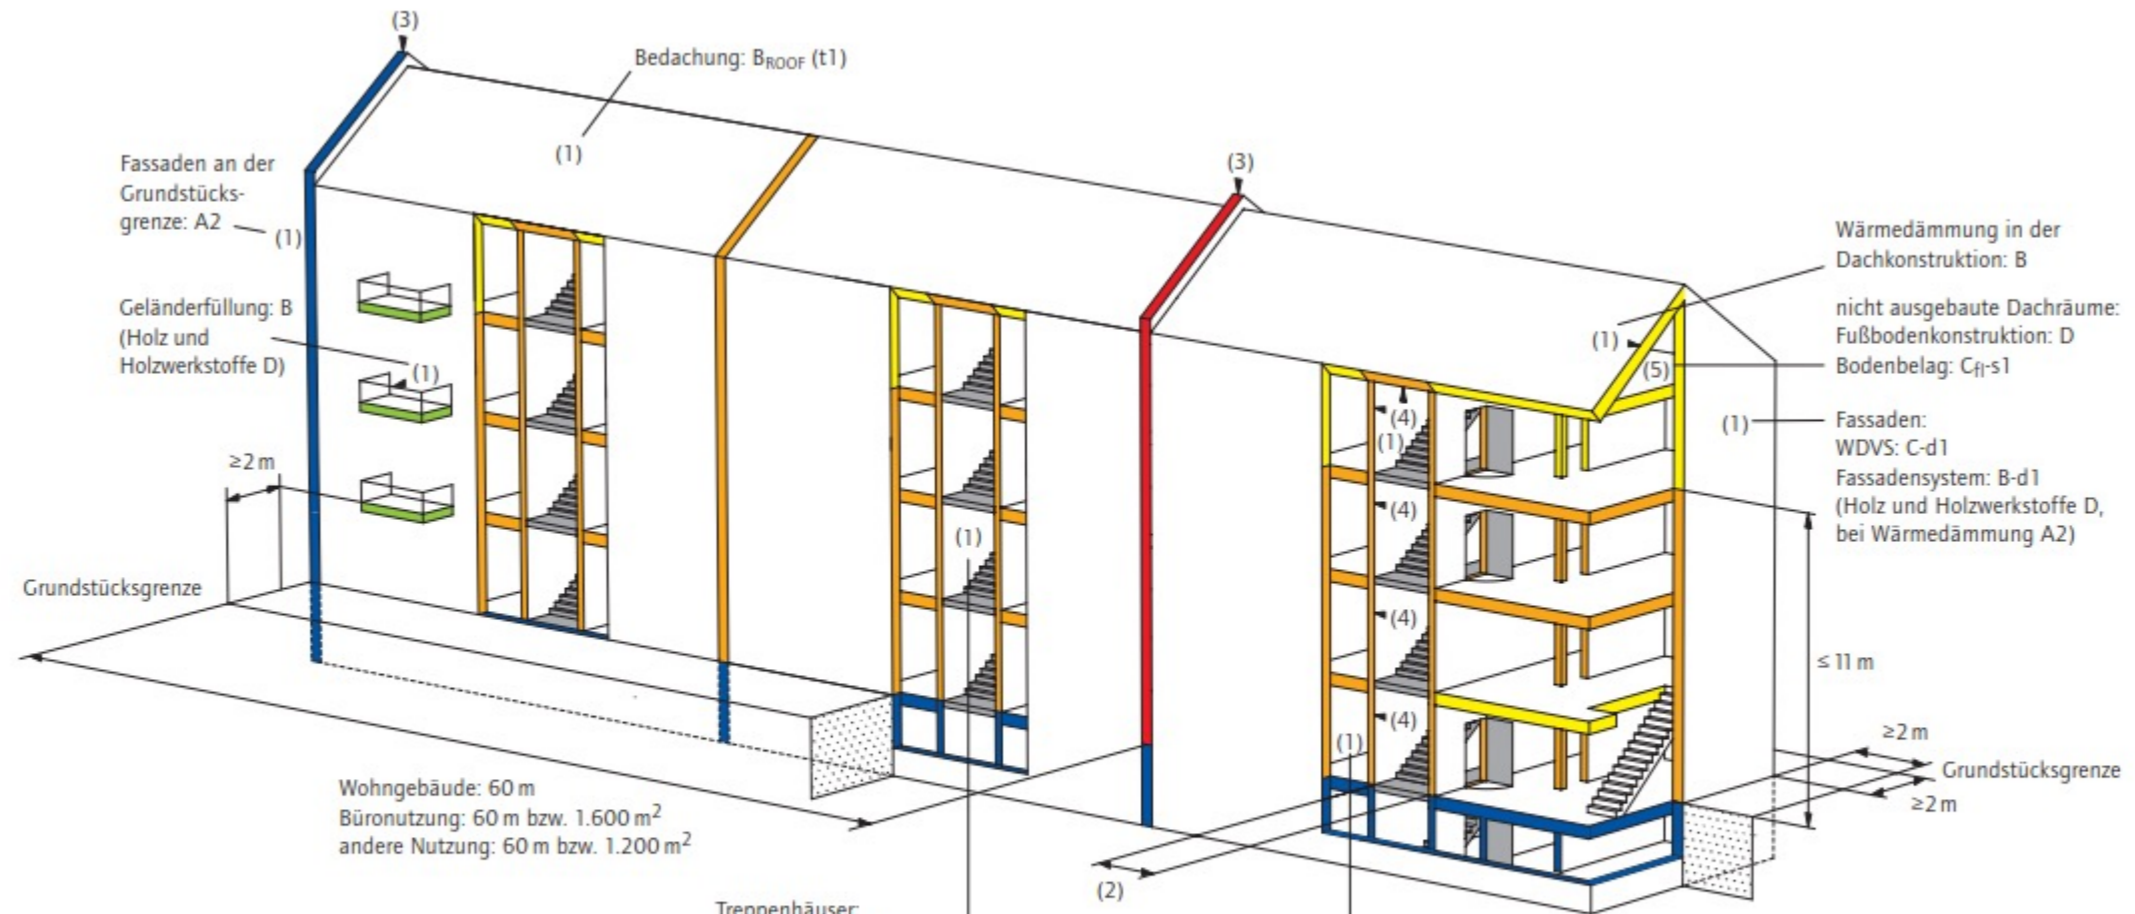 (3)
Bedachung: BROOF (t1)
(1)
Fassaden an der
Grundstücks-
grenze: A2
(1)
(3)
Wärmedämmung in der
Dachkonstruktion: B
Geländerfüllung: B
(Holz und
Holzwerkstoffe D)
(1)
nicht ausgebaute Dachräume:
Fußbodenkonstruktion: D
Bodenbelag: Cfl-s1
(1)
(5)
(1)
Fassaden:
WDVS: C-d1
Fassadensystem: B-d1
(Holz und Holzwerkstoffe D,
bei Wärmedämmung A2)
(4)
(1)
≥2 m
(4)
(1)
Grundstücksgrenze
(4)
≤ 11 m
(4)
(1)
≥2 m
Grundstücksgrenze
≥2 m
Wohngebäude: 60 m
Büronutzung: 60 m bzw. 1.600 m²
andere Nutzung: 60 m bzw. 1.200 m²
(2)
Treppenhäuser: